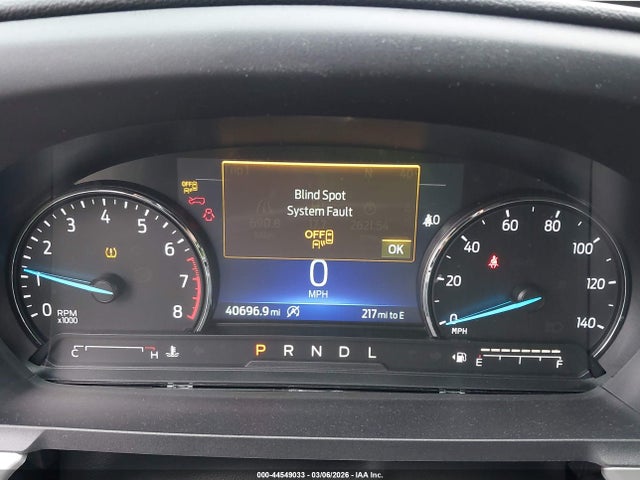 Blind Spot
System Fault
OFF
OK
0
MPH
40696.9 mi
217 mi to E
0 1 2 3 4 5 6 7 8
RPM
x1000
0 20 40 60 80 100 120 140
MPH
C H
P R N D L
E F
000-44549033 - 03/06/2026 - IAA Inc.